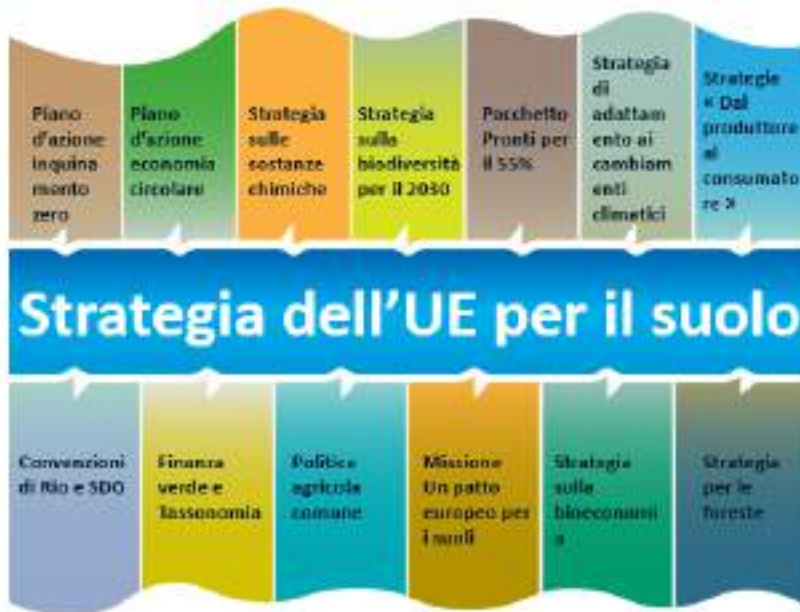 Piano
d'azione
inquina
mento
zero
Piano
d'azione
economia
circolare
Strategia
sulle
sostanze
chimiche
Strategia
sulla
biodiversità
per il 2030
Pacchetto
Pronti per
il 55%
Strategia
di
adattam
ento ai
cambiam
enti
climatici
Strategia
« Dal
produttore
al
consumato
re »
Strategia dell'UE per il suolo
Convenzioni
di Rio e SDG
Finanza
verde e
Tassonomia
Politica
agricola
comune
Missione
Un patto
europeo per
i suoli
Strategia
sulla
bioeconomi
a
Strategia
per le
foreste